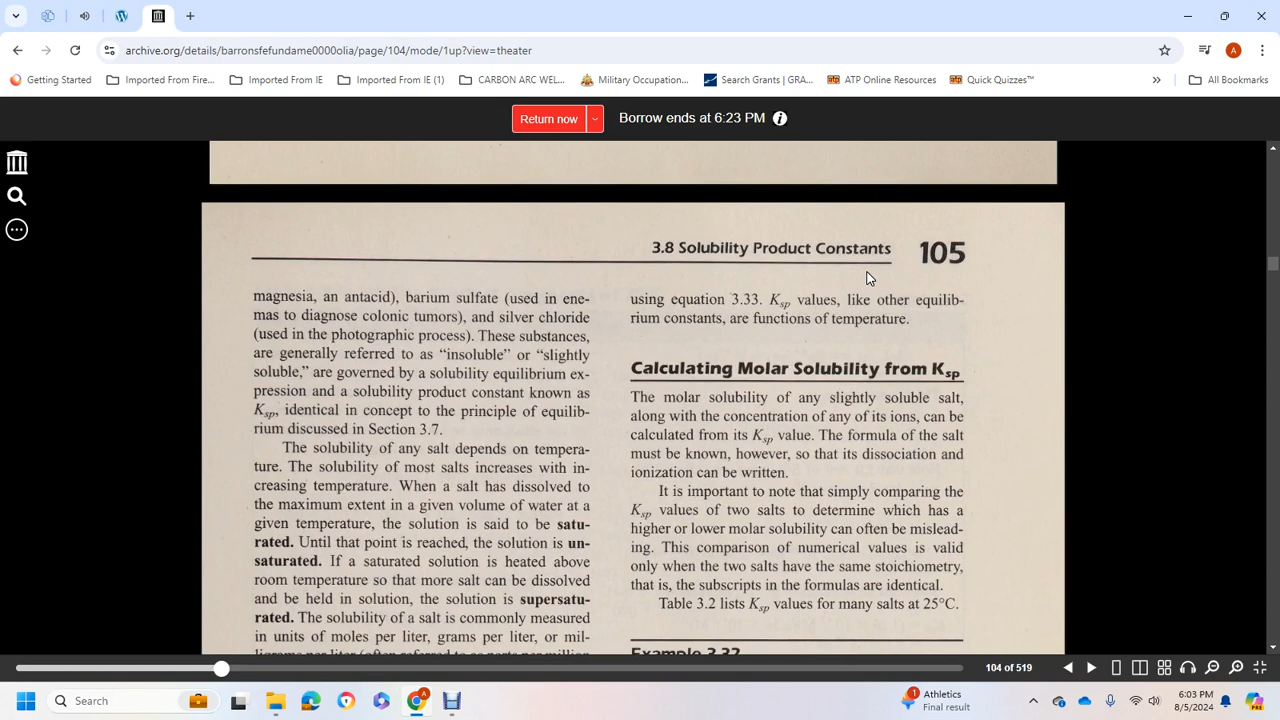 archive.org/details/barronsfefundame0000olia/page/104/mode/1up?view=theater
A
Getting Started
Imported From Fire...
Imported From IE
Imported From IE (1)
CARBON ARC WEL...
Military Occupation...
Search Grants | GRA...
ATP Online Resources
Quick Quizzes™
All Bookmarks
Return now
Borrow ends at 6:23 PM
3.8 Solubility Product Constants 105
magnesia, an antacid), barium sulfate (used in ene-
mas to diagnose colonic tumors), and silver chloride
(used in the photographic process). These substances,
are generally referred to as “insoluble” or “slightly
soluble,” are governed by a solubility equilibrium ex-
pression and a solubility product constant known as
Ksp, identical in concept to the principle of equilib-
rium discussed in Section 3.7.
The solubility of any salt depends on tempera-
ture. The solubility of most salts increases with in-
creasing temperature. When a salt has dissolved to
the maximum extent in a given volume of water at a
given temperature, the solution is said to be satu-
rated. Until that point is reached, the solution is un-
saturated. If a saturated solution is heated above
room temperature so that more salt can be dissolved
and be held in solution, the solution is supersatu-
rated. The solubility of a salt is commonly measured
in units of moles per liter, grams per liter, or mil-
ligrams per liter (often referred to as parts per million
using equation 3.33. Ksp values, like other equilib-
rium constants, are functions of temperature.
Calculating Molar Solubility from Ksp
The molar solubility of any slightly soluble salt,
along with the concentration of any of its ions, can be
calculated from its Ksp value. The formula of the salt
must be known, however, so that its dissociation and
ionization can be written.
It is important to note that simply comparing the
Ksp values of two salts to determine which has a
higher or lower molar solubility can often be mislead-
ing. This comparison of numerical values is valid
only when the two salts have the same stoichiometry,
that is, the subscripts in the formulas are identical.
Table 3.2 lists Ksp values for many salts at 25°C.
Example 3.32
104 of 519
Search
A
1
Athletics
Final result
6:03 PM
8/5/2024